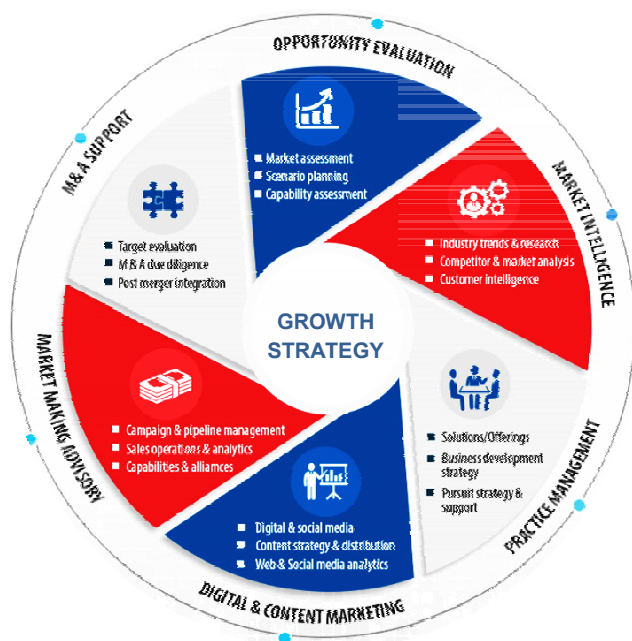 OPPORTUNITY EVALUATION
Market assessment
Scenario planning
Capability assessment
MARKET INTELLIGENCE
Industry trends & research
Competitor & market analysis
Customer intelligence
PRACTICE MANAGEMENT
Solutions/Offerings
Business development
strategy
Pursuit strategy &
support
DIGITAL & CONTENT MARKETING
Digital & social media
Content strategy & distribution
Web & Social media analytics
MARKET MAKING ADVISORY
Campaign & pipeline management
Sales operations & analytics
Capabilities & alliances
M&A SUPPORT
Target evaluation
M & A due diligence
Post merger integration
GROWTH
STRATEGY